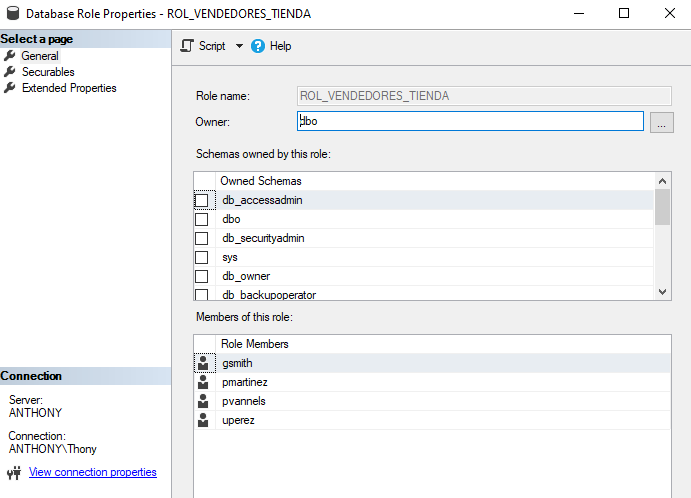 Database Role Properties - ROL_VENDEDORES_TIENDA
Select a page
General
Securables
Extended Properties
Script
Help
Role name:
ROL_VENDEDORES_TIENDA
Owner:
dbo
...
Schemas owned by this role:
Owned Schemas
db_accessadmin
dbo
db_securityadmin
sys
db_owner
db_backupoperator
Members of this role:
Role Members
gsmith
pmartinez
pvannels
uperez
Connection
Server:
ANTHONY
Connection:
ANTHONY\Thony
View connection properties